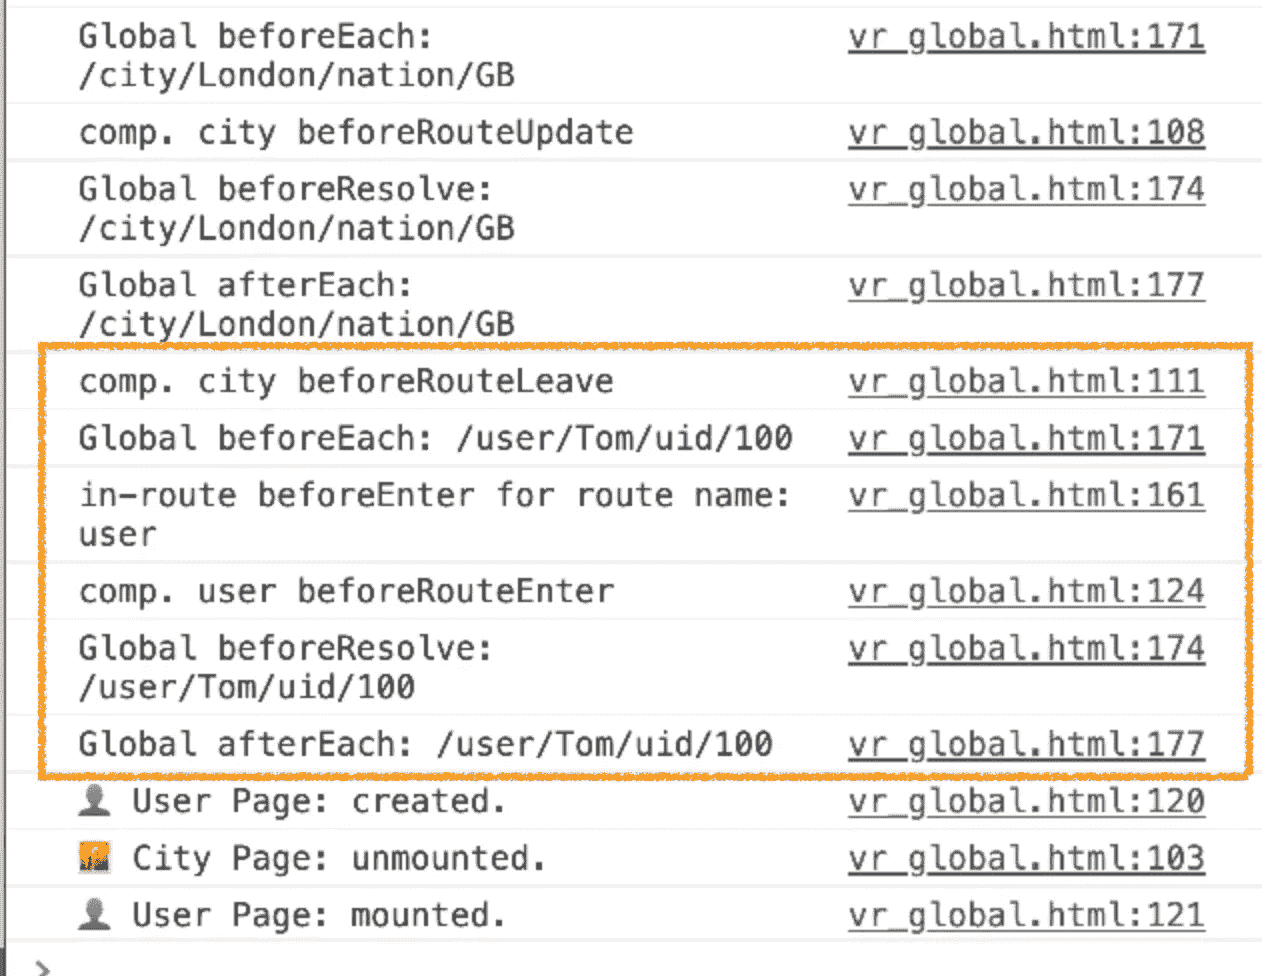 Global beforeEach: vr_global.html:171
/city/London/nation/GB
comp. city beforeRouteUpdate vr_global.html:108
Global beforeResolve: vr_global.html:174
/city/London/nation/GB
Global afterEach: vr_global.html:177
/city/London/nation/GB
comp. city beforeRouteLeave vr_global.html:111
Global beforeEach: /user/Tom/uid/100 vr_global.html:171
in-route beforeEnter for route name: vr_global.html:161
user
comp. user beforeRouteEnter vr_global.html:124
Global beforeResolve: vr_global.html:174
/user/Tom/uid/100
Global afterEach: /user/Tom/uid/100 vr_global.html:177
👤 User Page: created. vr_global.html:120
🌇 City Page: unmounted. vr_global.html:103
👤 User Page: mounted. vr_global.html:121
>